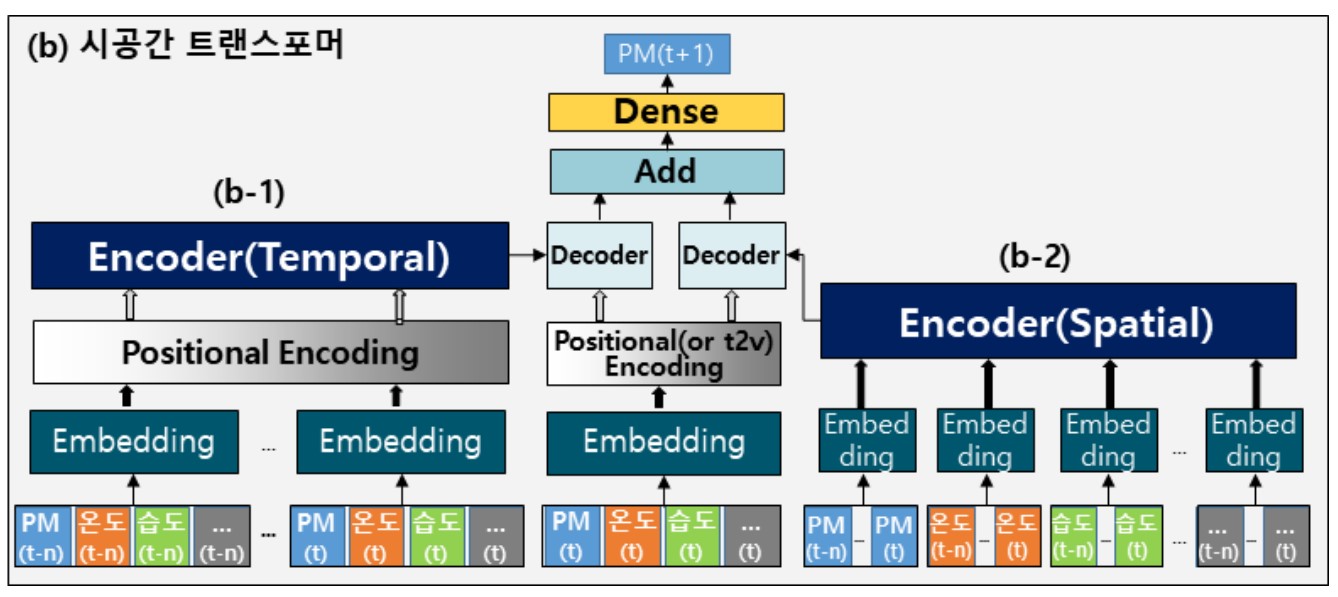 (b) 시공간 트랜스포머
PM(t+1)
Dense
Add
(b-1)
Encoder(Temporal)
Decoder
Decoder
(b-2)
Encoder(Spatial)
Positional Encoding
Positional(or t2v)
Encoding
Embedding
...
Embedding
Embedding
Embed
ding
Embed
ding
Embed
ding
...
Embed
ding
PM 온도 습도 ...
(t-n) (t-n) (t-n) (t-n)
...
PM 온도 습도 ...
(t) (t) (t) (t)
PM 온도 습도 ...
(t) (t) (t) (t)
PM PM
(t-n) – (t)
온도 온도
(t-n) – (t)
습도 습도
(t-n) – (t)
...
... ...
(t-n) – (t)